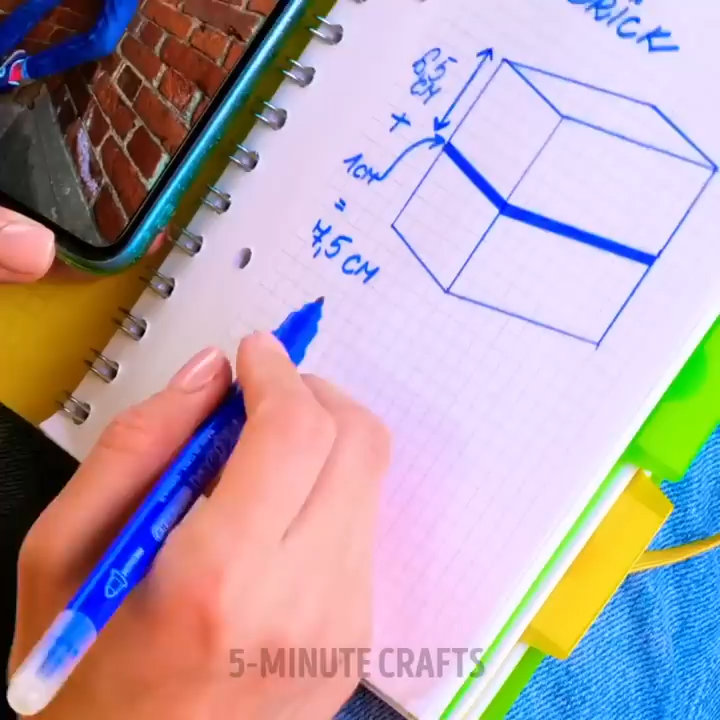 BRICK
6,5
CM
+
1CM
=
7,5 CM
5-MINUTE CRAFTS